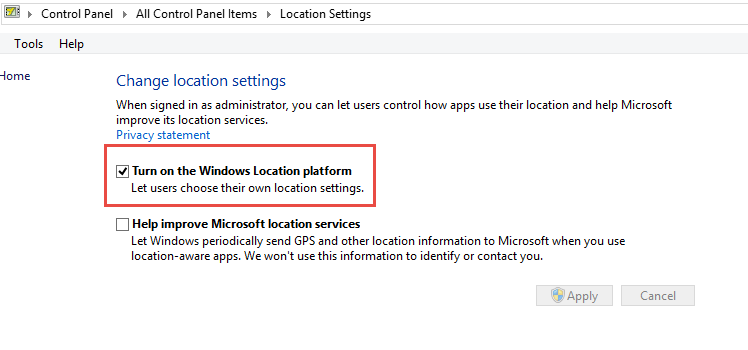 Control Panel All Control Panel Items Location Settings
Tools Help
Home
Change location settings
When signed in as administrator, you can let users control how apps use their location and help Microsoft
improve its location services.
Privacy statement
Turn on the Windows Location platform
Let users choose their own location settings.
Help improve Microsoft location services
Let Windows periodically send GPS and other location information to Microsoft when you use
location-aware apps. We won't use this information to identify or contact you.
Apply Cancel